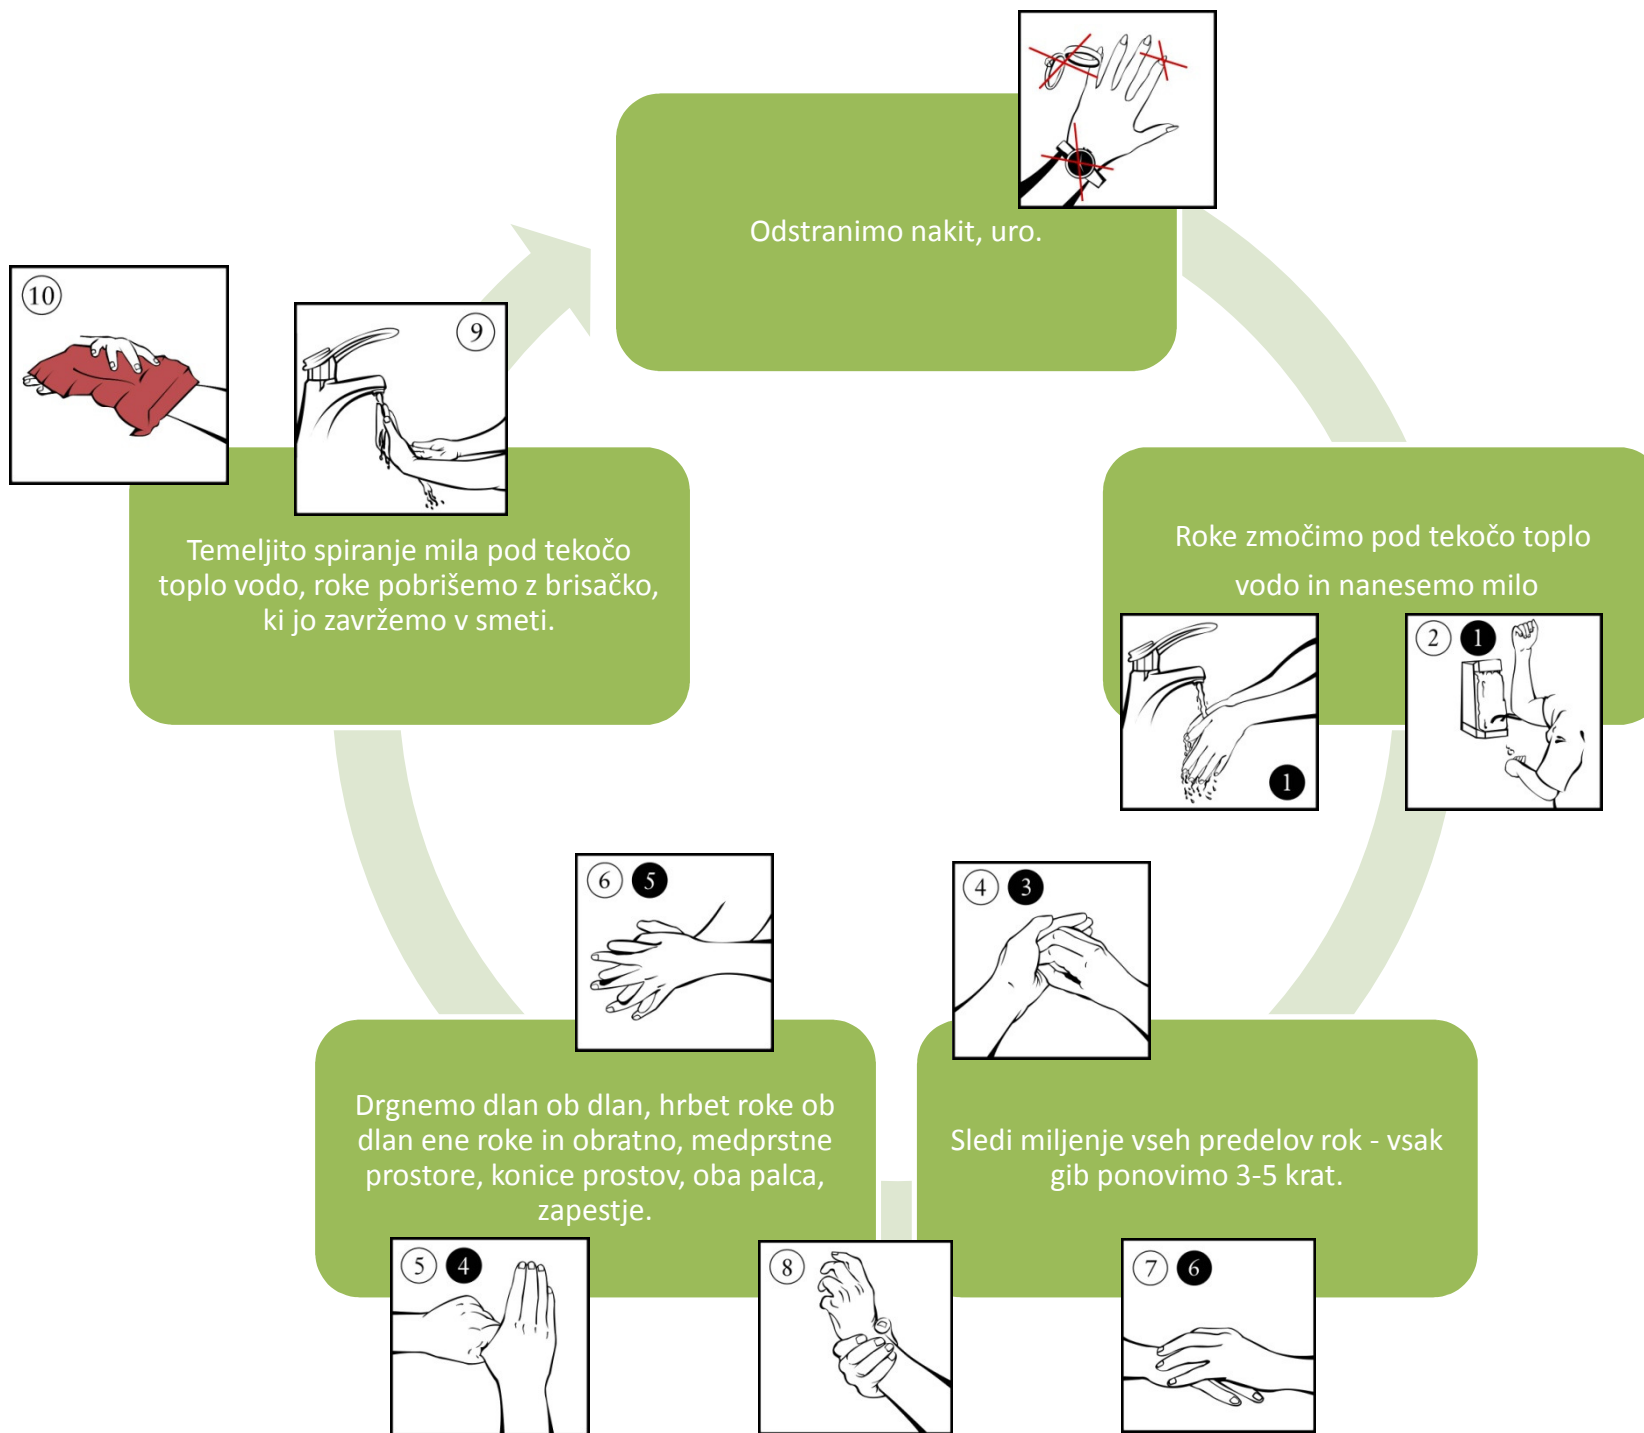 Odstranimo nakit, uro.
Roke zmočimo pod tekočo toplo
vodo in nanesemo milo
1
2 1
4 3
Sledi miljenje vseh predelov rok - vsak
gib ponovimo 3-5 krat.
7 6
6 5
Drgnemo dlan ob dlan, hrbet roke ob
dlan ene roke in obratno, medprstne
prostore, konice prostov, oba palca,
zapestje.
5 4
8
10
9
Temeljito spiranje mila pod tekočo
toplo vodo, roke pobrišemo z brisačko,
ki jo zavržemo v smeti.